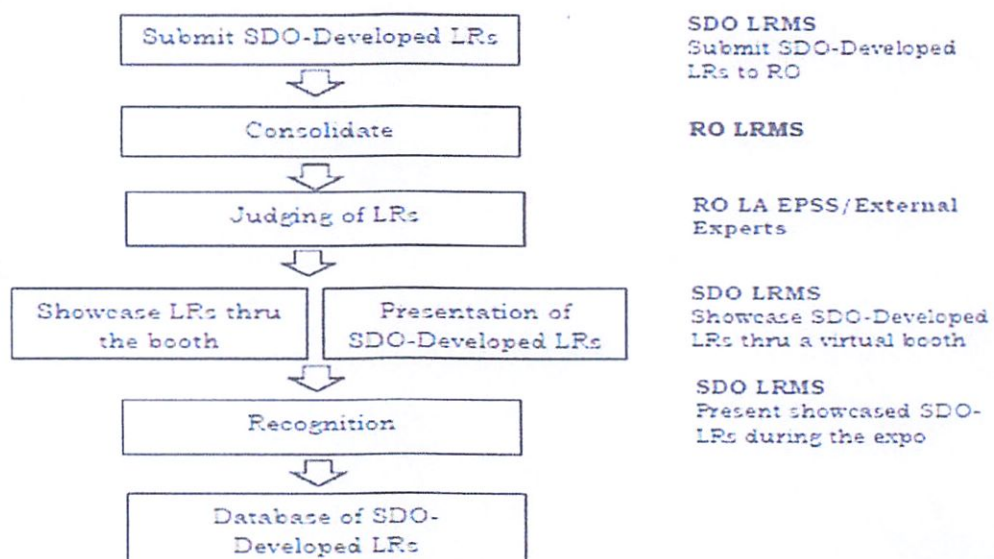 Submit SDO-Developed LRs
SDO LRMS
Submit SDO-Developed
LRs to RO
Consolidate
RO LRMS
Judging of LRs
RO LA EPSS/External
Experts
Showcase LRs thru
the booth
Presentation of
SDO-Developed LRs
SDO LRMS
Showcase SDO-Developed
LRs thru a virtual booth
Recognition
SDO LRMS
Present showcased SDO-
LRs during the expo
Database of SDO-
Developed LRs